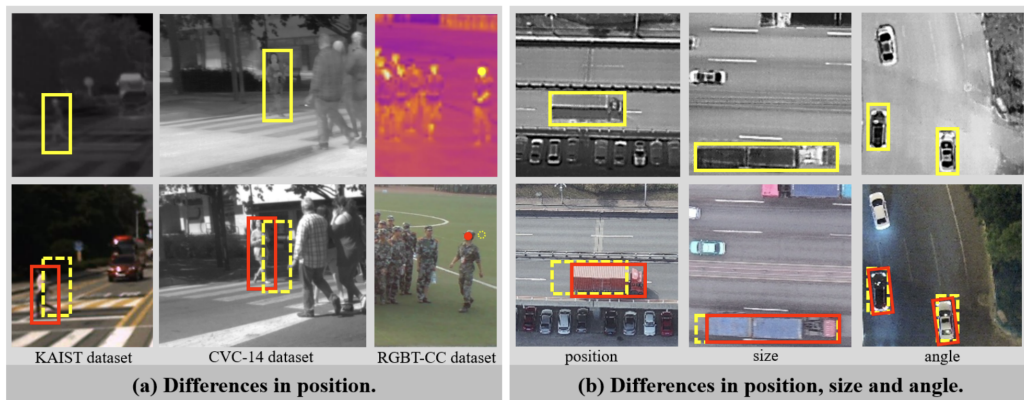 KAIST dataset
CVC-14 dataset
RGBT-CC dataset
(a) Differences in position.
position
size
angle
(b) Differences in position, size and angle.